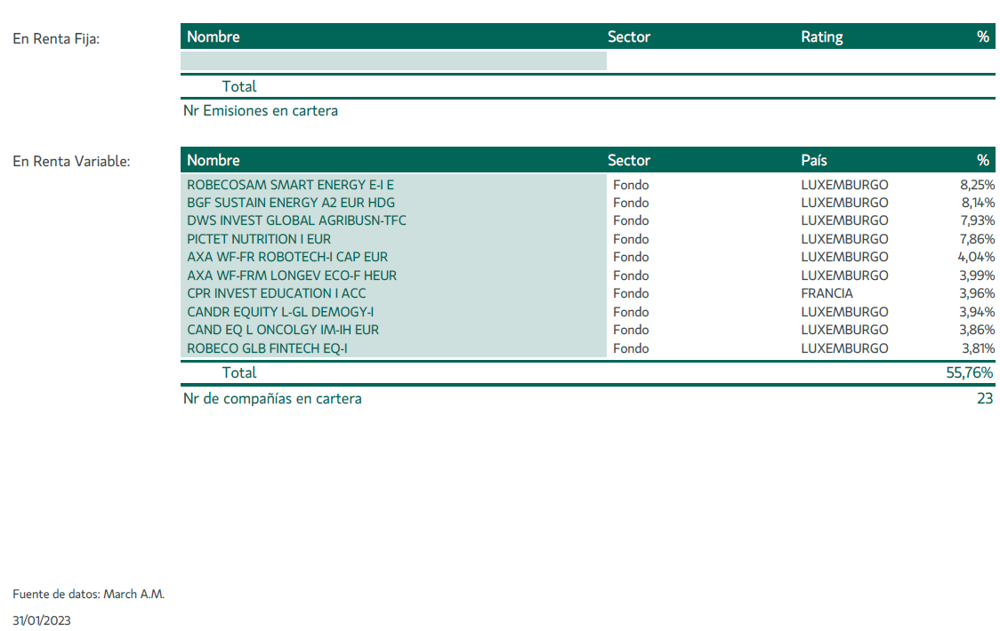 En Renta Fija:
Nombre Sector Rating %
Total
Nr Emisiones en cartera
En Renta Variable:
Nombre Sector País %
ROBECOSAM SMART ENERGY E-I E Fondo LUXEMBURGO 8,25%
BGF SUSTAIN ENERGY A2 EUR HDG Fondo LUXEMBURGO 8,14%
DWS INVEST GLOBAL AGRIBUSN-TFC Fondo LUXEMBURGO 7,93%
PICTET NUTRITION I EUR Fondo LUXEMBURGO 7,86%
AXA WF-FR ROBOTECH-I CAP EUR Fondo LUXEMBURGO 4,04%
AXA WF-FRM LONGEV ECO-F HEUR Fondo LUXEMBURGO 3,99%
CPR INVEST EDUCATION I ACC Fondo FRANCIA 3,96%
CANDR EQUITY L-GL DEMOGY-I Fondo LUXEMBURGO 3,94%
CAND EQ L ONCOLGY IM-IH EUR Fondo LUXEMBURGO 3,86%
ROBECO GLB FINTECH EQ-I Fondo LUXEMBURGO 3,81%
Total 55,76%
Nr de compañías en cartera 23
Fuente de datos: March A.M.
31/01/2023